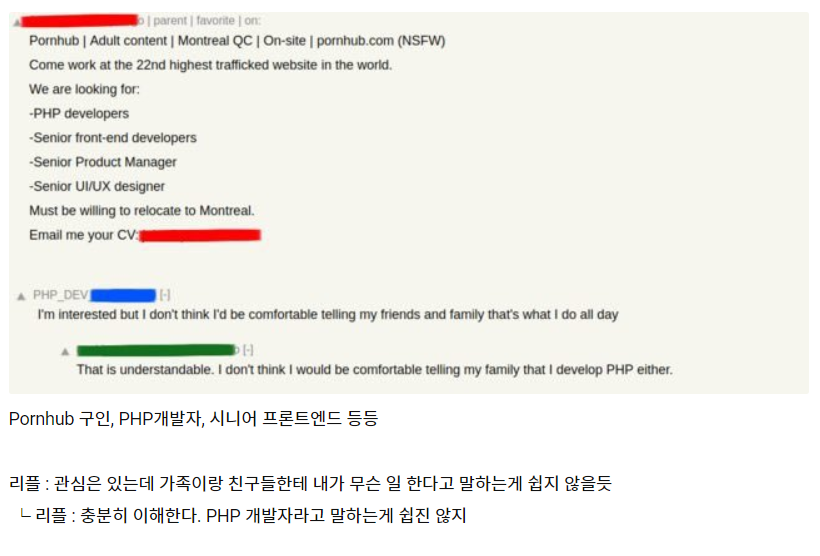 | parent | favorite | on:
Pornhub | Adult content | Montreal QC | On-site | pornhub.com (NSFW)
Come work at the 22nd highest trafficked website in the world.
We are looking for:
-PHP developers
-Senior front-end developers
-Senior Product Manager
-Senior UI/UX designer
Must be willing to relocate to Montreal.
Email me your CV:
PHP_DEV [-]
I'm interested but I don't think I'd be comfortable telling my friends and family that's what I do all day
[-]
That is understandable. I don't think I would be comfortable telling my family that I develop PHP either.
Pornhub 구인, PHP개발자, 시니어 프론트엔드 등등
리플 : 관심은 있는데 가족이랑 친구들한테 내가 무슨 일 한다고 말하는게 쉽지 않을듯
ㄴ 리플 : 충분히 이해한다. PHP 개발자라고 말하는게 쉽진 않지